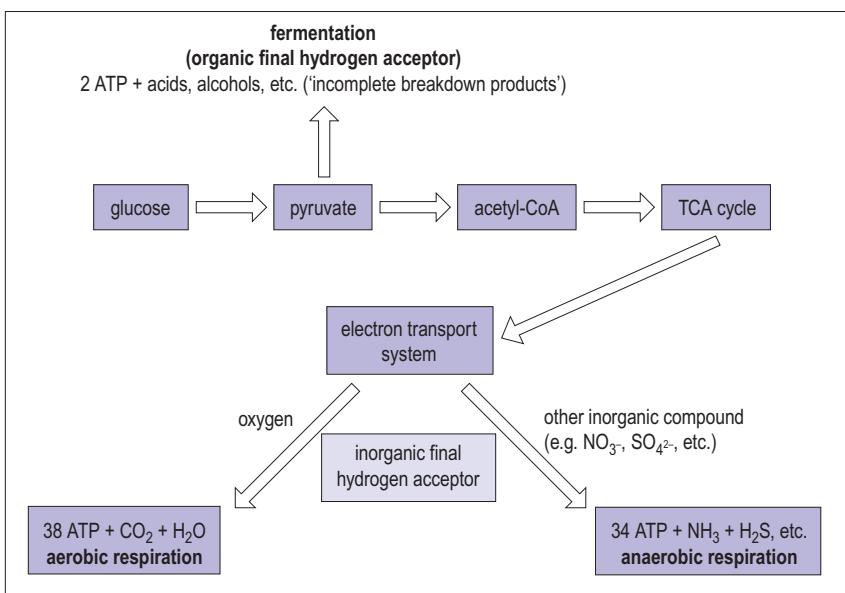 fermentation
(organic final hydrogen acceptor)
2 ATP + acids, alcohols, etc. (‘incomplete breakdown products’)
glucose
pyruvate
acetyl-CoA
TCA cycle
electron transport
system
oxygen
other inorganic compound
(e.g. NO₃₋, SO₄²⁻, etc.)
inorganic final
hydrogen acceptor
38 ATP + CO₂ + H₂O
aerobic respiration
34 ATP + NH₃ + H₂S, etc.
anaerobic respiration